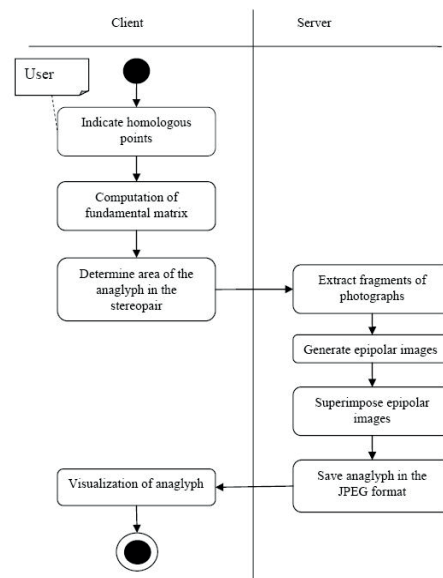 Client
Server
User
Indicate homologous
points
Computation of
fundamental matrix
Determine area of the
anaglyph in the
stereopair
Extract fragments of
photographs
Generate epipolar images
Superimpose epipolar
images
Save anaglyph in the
JPEG format
Visualization of anaglyph